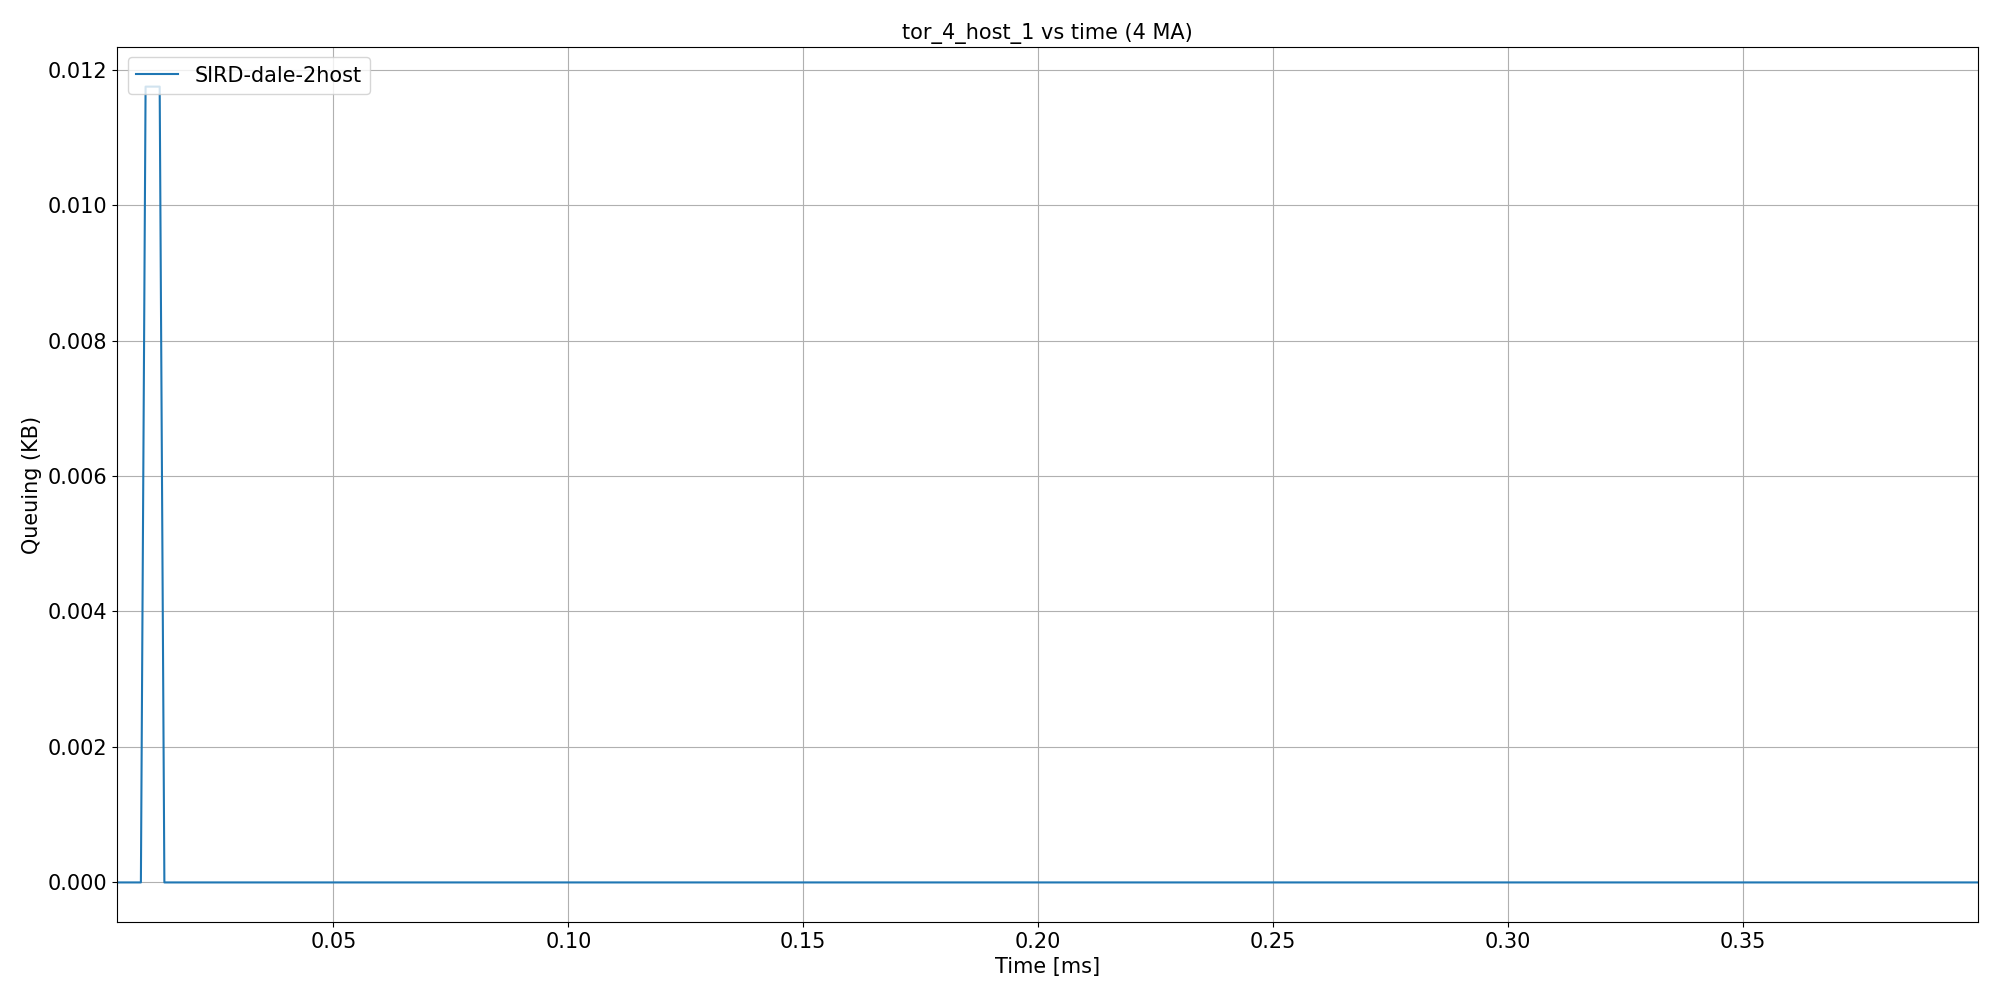 tor_4_host_1 vs time (4 MA)
SIRD-dale-2host
0.012
0.010
0.008
0.006
0.004
0.002
0.000
Queuing (KB)
0.05 0.10 0.15 0.20 0.25 0.30 0.35
Time [ms]